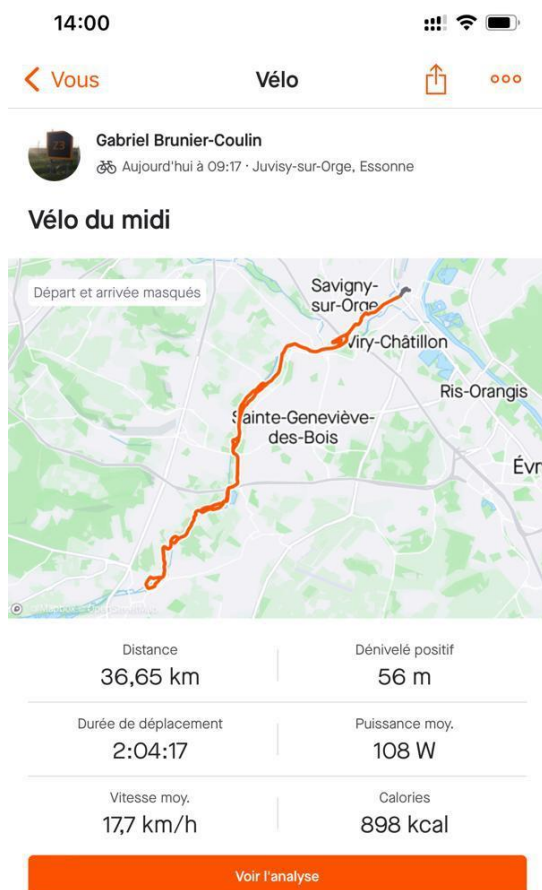 14:00
Vous
Vélo
Gabriel Brunier-Coulin
Aujourd'hui à 09:17 · Juvisy-sur-Orge, Essonne
Vélo du midi
Départ et arrivée masqués
Savigny-
sur-Orge
Viry-Châtillon
Ris-Orangis
Sainte-Geneviève-
des-Bois
Évr
Distance
36,65 km
Dénivelé positif
56 m
Durée de déplacement
2:04:17
Puissance moy.
108 W
Vitesse moy.
17,7 km/h
Calories
898 kcal
Voir l'analyse